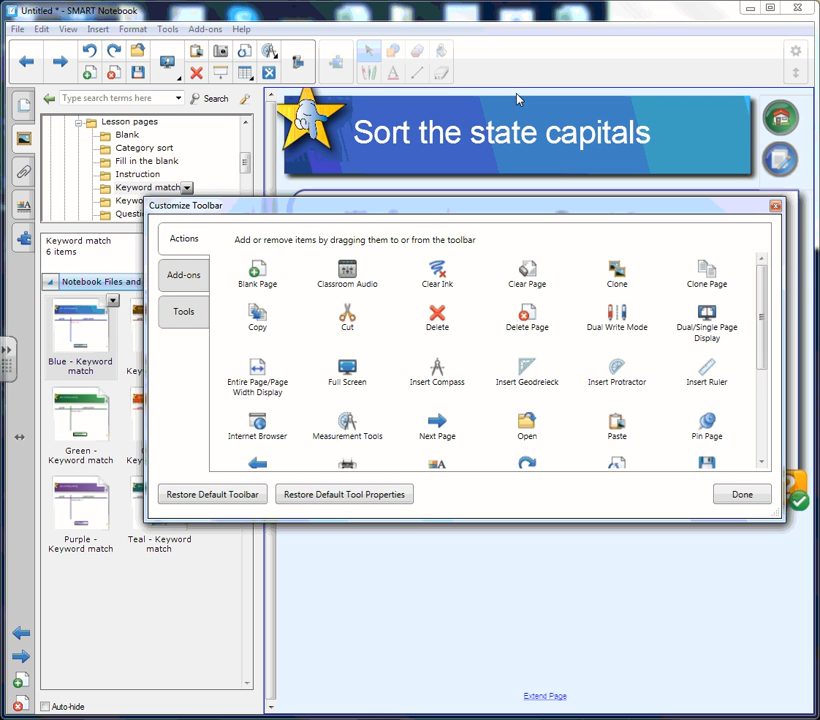 Untitled * - SMART Notebook
File Edit View Insert Format Tools Add-ons Help
Type search terms here
Search
Lesson pages
Blank
Category sort
Fill in the blank
Instruction
Keyword match
Keywo
Questi
Sort the state capitals
Keyword match
6 items
Notebook Files and
Blue - Keyword
match
Green -
Keyword match
Purple -
Keyword match
Teal - Keyword
match
Auto-hide
Customize Toolbar
Actions
Add-ons
Tools
Add or remove items by dragging them to or from the toolbar
Blank Page
Classroom Audio
Clear Ink
Clear Page
Clone
Clone Page
Copy
Cut
Delete
Delete Page
Dual Write Mode
Dual/Single Page
Display
Entire Page/Page
Width Display
Full Screen
Insert Compass
Insert Geodreieck
Insert Protractor
Insert Ruler
Internet Browser
Measurement Tools
Next Page
Open
Paste
Pin Page
Restore Default Toolbar
Restore Default Tool Properties
Done
Extend Page